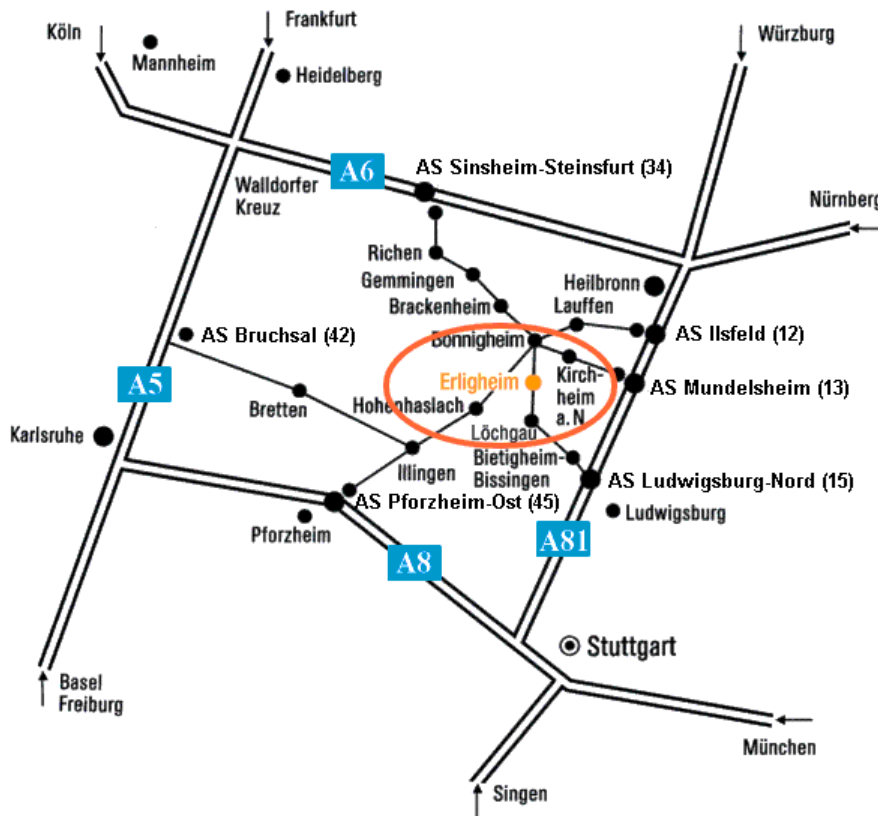 Köln
Frankfurt
Würzburg
Mannheim
Heidelberg
A6
AS Sinsheim-Steinsfurt (34)
Walldorfer
Kreuz
Nürnberg
Richen
Gemmingen
Heilbronn
Brackenheim
Lauffen
AS Bruchsal (42)
Bönnigheim
AS Ilsfeld (12)
A5
Erligheim
Kirch-
heim
a. N
AS Mundelsheim (13)
Bretten
Hohenhaslach
Karlsruhe
Löchgau
Illingen
Bietigheim-
Bissingen
AS Ludwigsburg-Nord (15)
AS Pforzheim-Ost (45)
Ludwigsburg
Pforzheim
A81
A8
Stuttgart
Basel
Freiburg
München
Singen